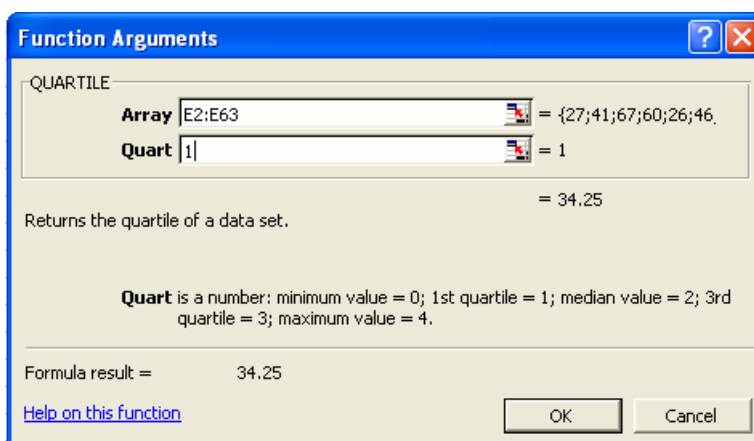 Function Arguments
QUARTILE
Array E2:E63 = {27;41;67;60;26;46
Quart 1 = 1
= 34.25
Returns the quartile of a data set.
Quart is a number: minimum value = 0; 1st quartile = 1; median value = 2; 3rd
quartile = 3; maximum value = 4.
Formula result = 34.25
Help on this function OK Cancel